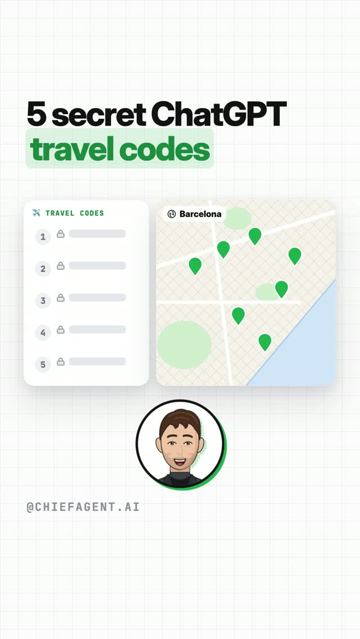 5 secret ChatGPT
travel codes
TRAVEL CODES
1
2
3
4
5
Barcelona
@CHIEFAGENT.AI